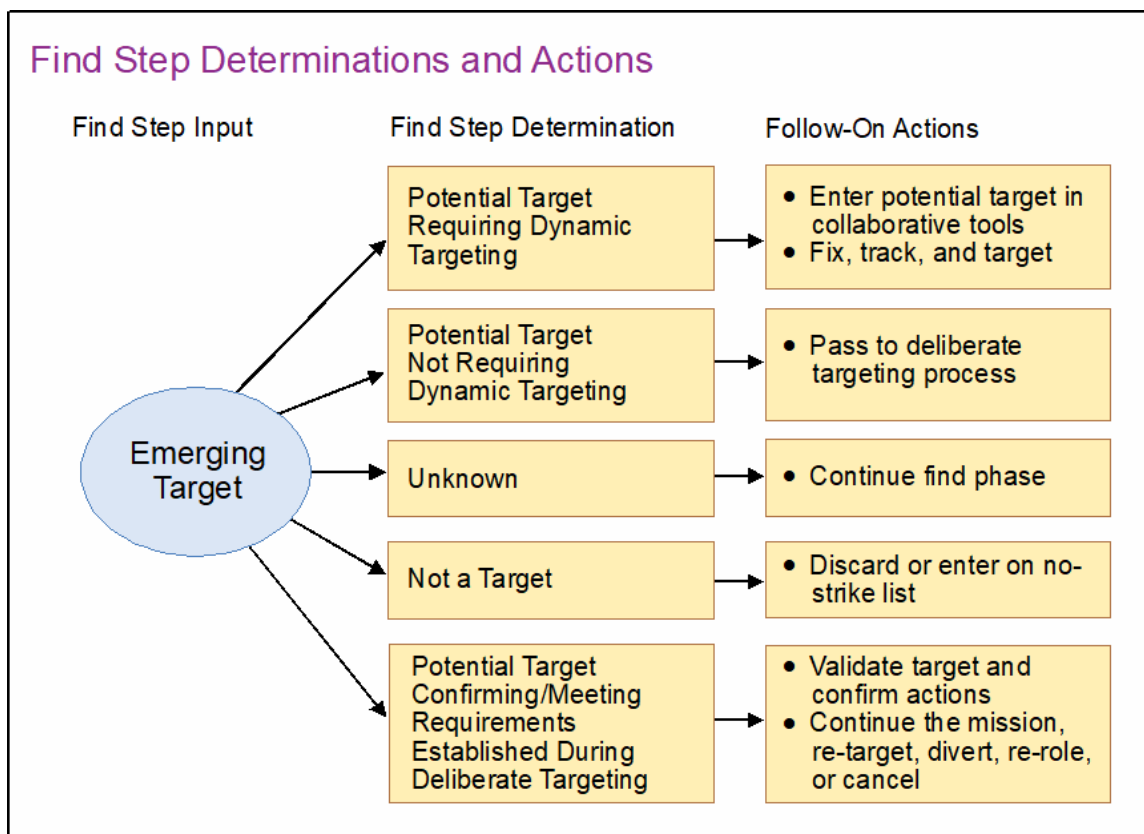 Find Step Determinations and Actions
Find Step Input
Find Step Determination
Follow-On Actions
Emerging
Target
Potential Target
Requiring Dynamic
Targeting
• Enter potential target in
collaborative tools
• Fix, track, and target
Potential Target
Not Requiring
Dynamic Targeting
• Pass to deliberate
targeting process
Unknown
• Continue find phase
Not a Target
• Discard or enter on no-
strike list
Potential Target
Confirming/Meeting
Requirements
Established During
Deliberate Targeting
• Validate target and
confirm actions
• Continue the mission,
re-target, divert, re-role,
or cancel